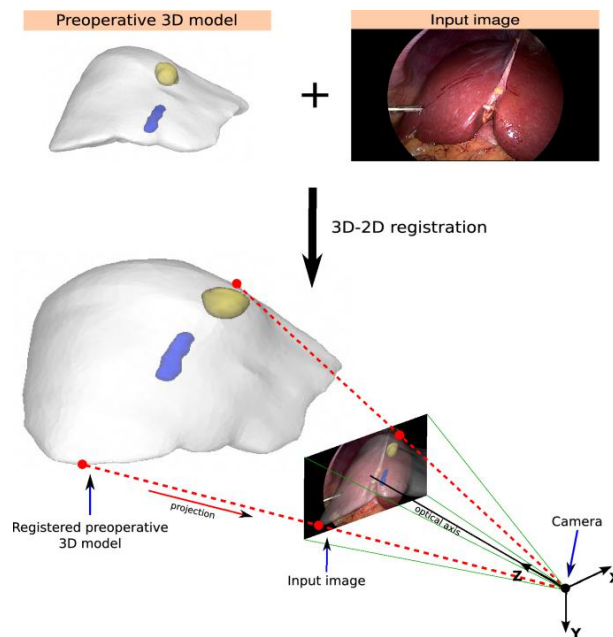 Preoperative 3D model
Input image
+
3D-2D registration
projection
optical axis
Registered preoperative
3D model
Input image
Camera
Z
X
Y